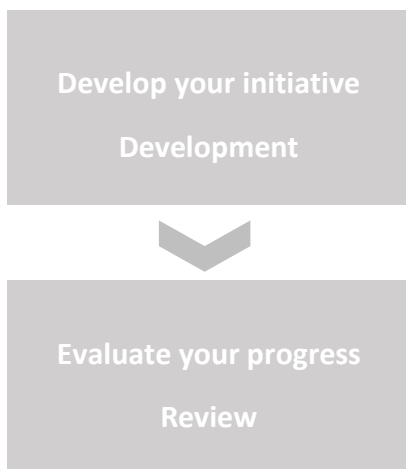 Develop your initiative
Development
Evaluate your progress
Review